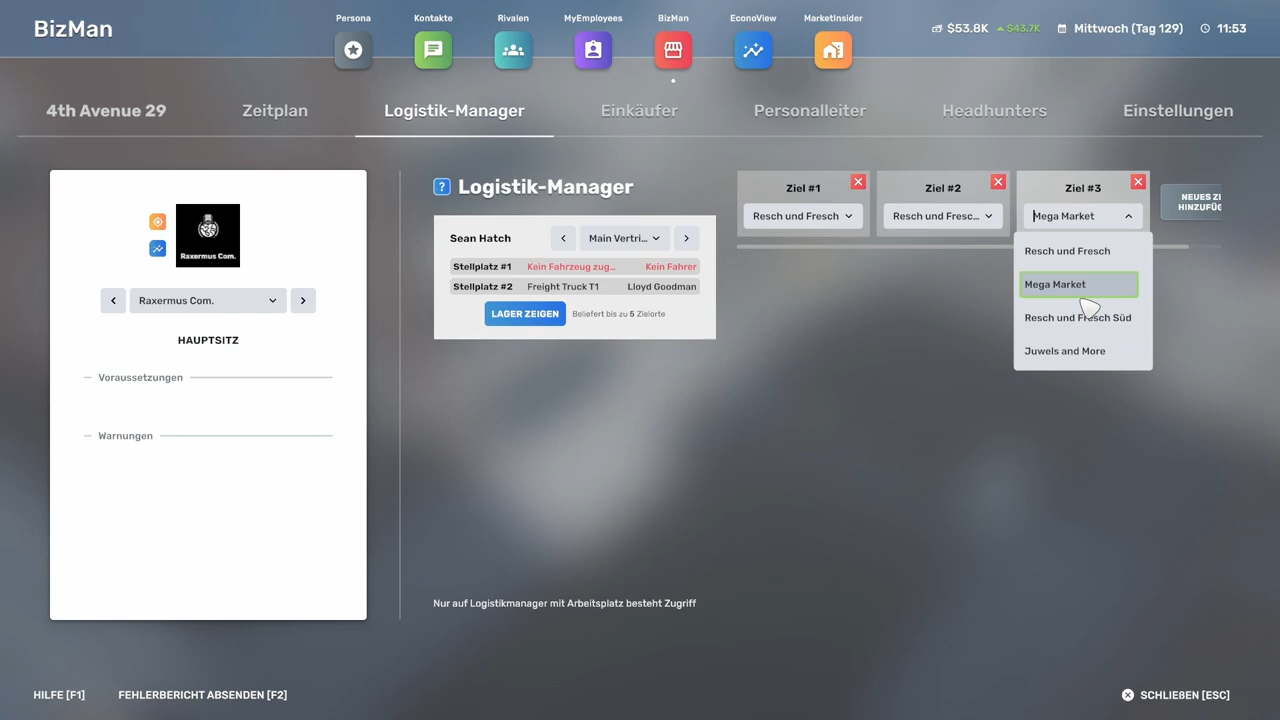 BizMan
Persona
Kontakte
Rivalen
MyEmployees
BizMan
EconoView
MarketInsider
$53.8K
$43.7K
Mittwoch (Tag 129)
11:53
4th Avenue 29
Zeitplan
Logistik-Manager
Einkäufer
Personalleiter
Headhunters
Einstellungen
Raxermus Com.
Raxermus Com.
HAUPTSITZ
Voraussetzungen
Warnungen
? Logistik-Manager
Sean Hatch
Main Vertri...
Stellplatz #1 Kein Fahrzeug zug... Kein Fahrer
Stellplatz #2 Freight Truck T1 Lloyd Goodman
LAGER ZEIGEN
Beliefert bis zu 5 Zielorte
Ziel #1
Resch und Fresch
Ziel #2
Resch und Fresc...
Ziel #3
Mega Market
Resch und Fresch
Mega Market
Resch und Fresch Süd
Juwels and More
NEUES ZI
HINZUFÜG
Nur auf Logistikmanager mit Arbeitsplatz besteht Zugriff
HILFE [F1]
FEHLERBERICHT ABSENDEN [F2]
SCHLIEẞEN [ESC]